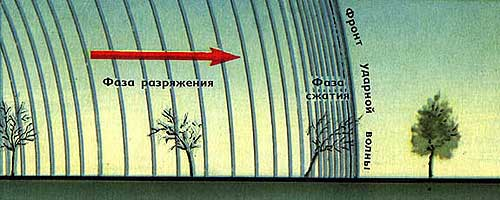 Фаза разряжения
Фаза
сжатия
Фронт ударной волны